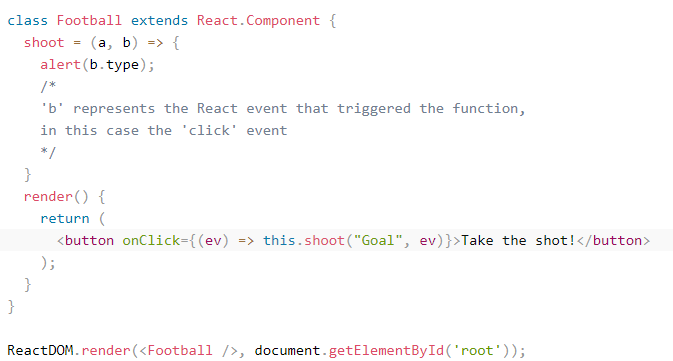 class Football extends React.Component {
  shoot = (a, b) => {
    alert(b.type);
    /*
    'b' represents the React event that triggered the function,
    in this case the 'click' event
    */
  }
  render() {
    return (
      <button onClick={(ev) => this.shoot("Goal", ev)}>Take the shot!</button>
    );
  }
}

ReactDOM.render(<Football />, document.getElementById('root'));